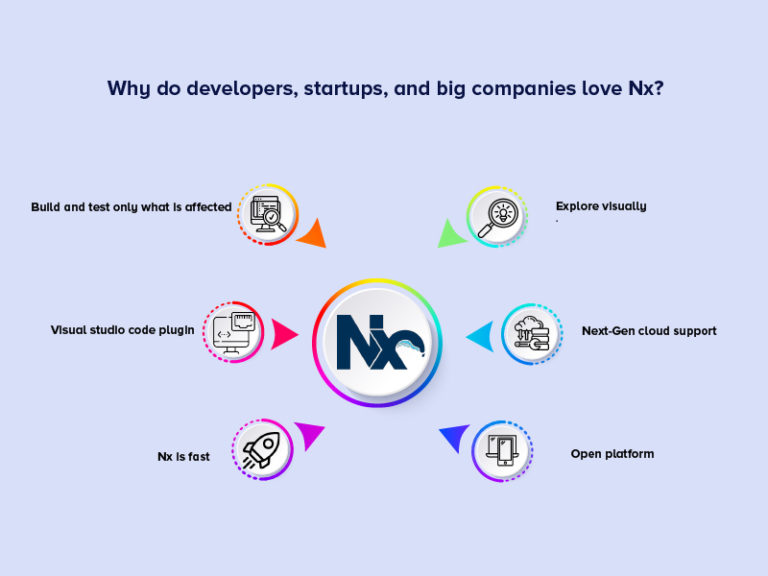 Why do developers, startups, and big companies love Nx?
Build and test only what is affected
Explore visually
.
Visual studio code plugin
Nx
Next-Gen cloud support
Nx is fast
Open platform